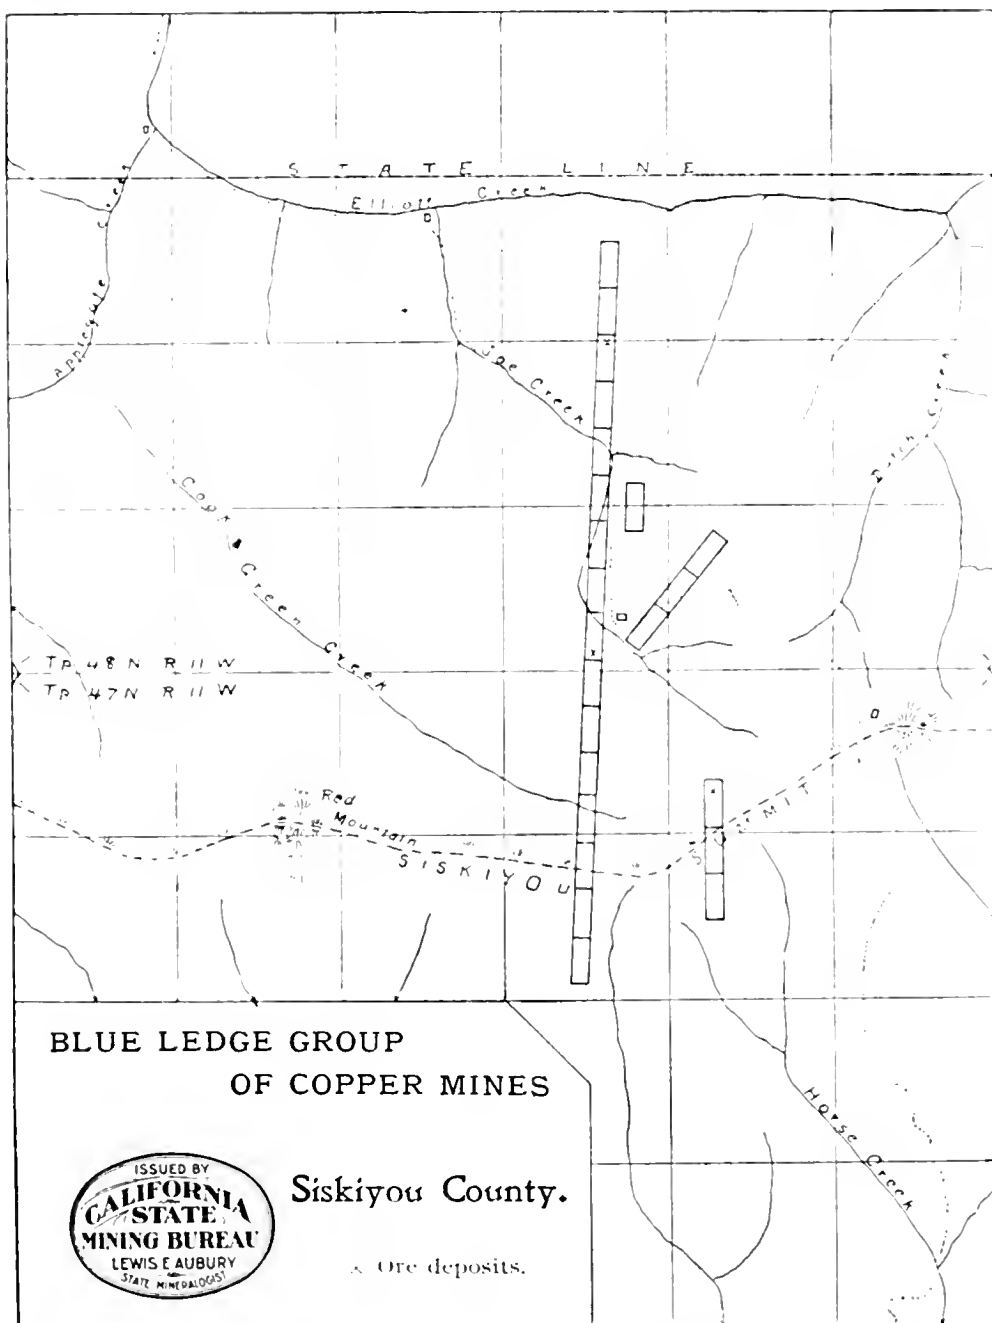 STATE LINE
Elliott Creek
Applegate Creek
Joe Creek
Dutch Creek
Cook & Green Creek
Tp 48 N R 11 W
Tp 47 N R 11 W
Red
Mountain
SISKIYOU SUMMIT
Horse Creek
BLUE LEDGE GROUP
OF COPPER MINES
Siskiyou County.
ISSUED BY
CALIFORNIA
STATE
MINING BUREAU
LEWIS E AUBURY
STATE MINERALOGIST
x Ore deposits.